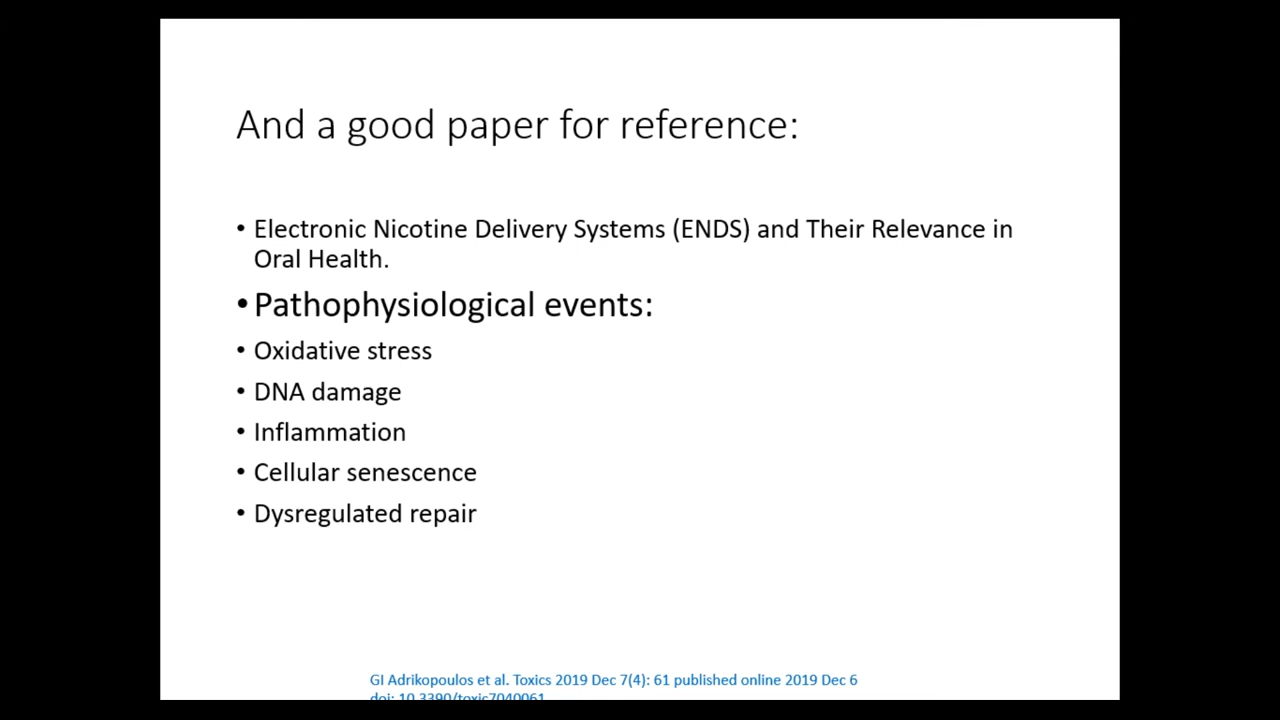 And a good paper for reference:
• Electronic Nicotine Delivery Systems (ENDS) and Their Relevance in
Oral Health.
• Pathophysiological events:
• Oxidative stress
• DNA damage
• Inflammation
• Cellular senescence
• Dysregulated repair
GI Adrikopoulos et al. Toxics 2019 Dec 7(4): 61 published online 2019 Dec 6
doi: 10.3390/toxic7040061